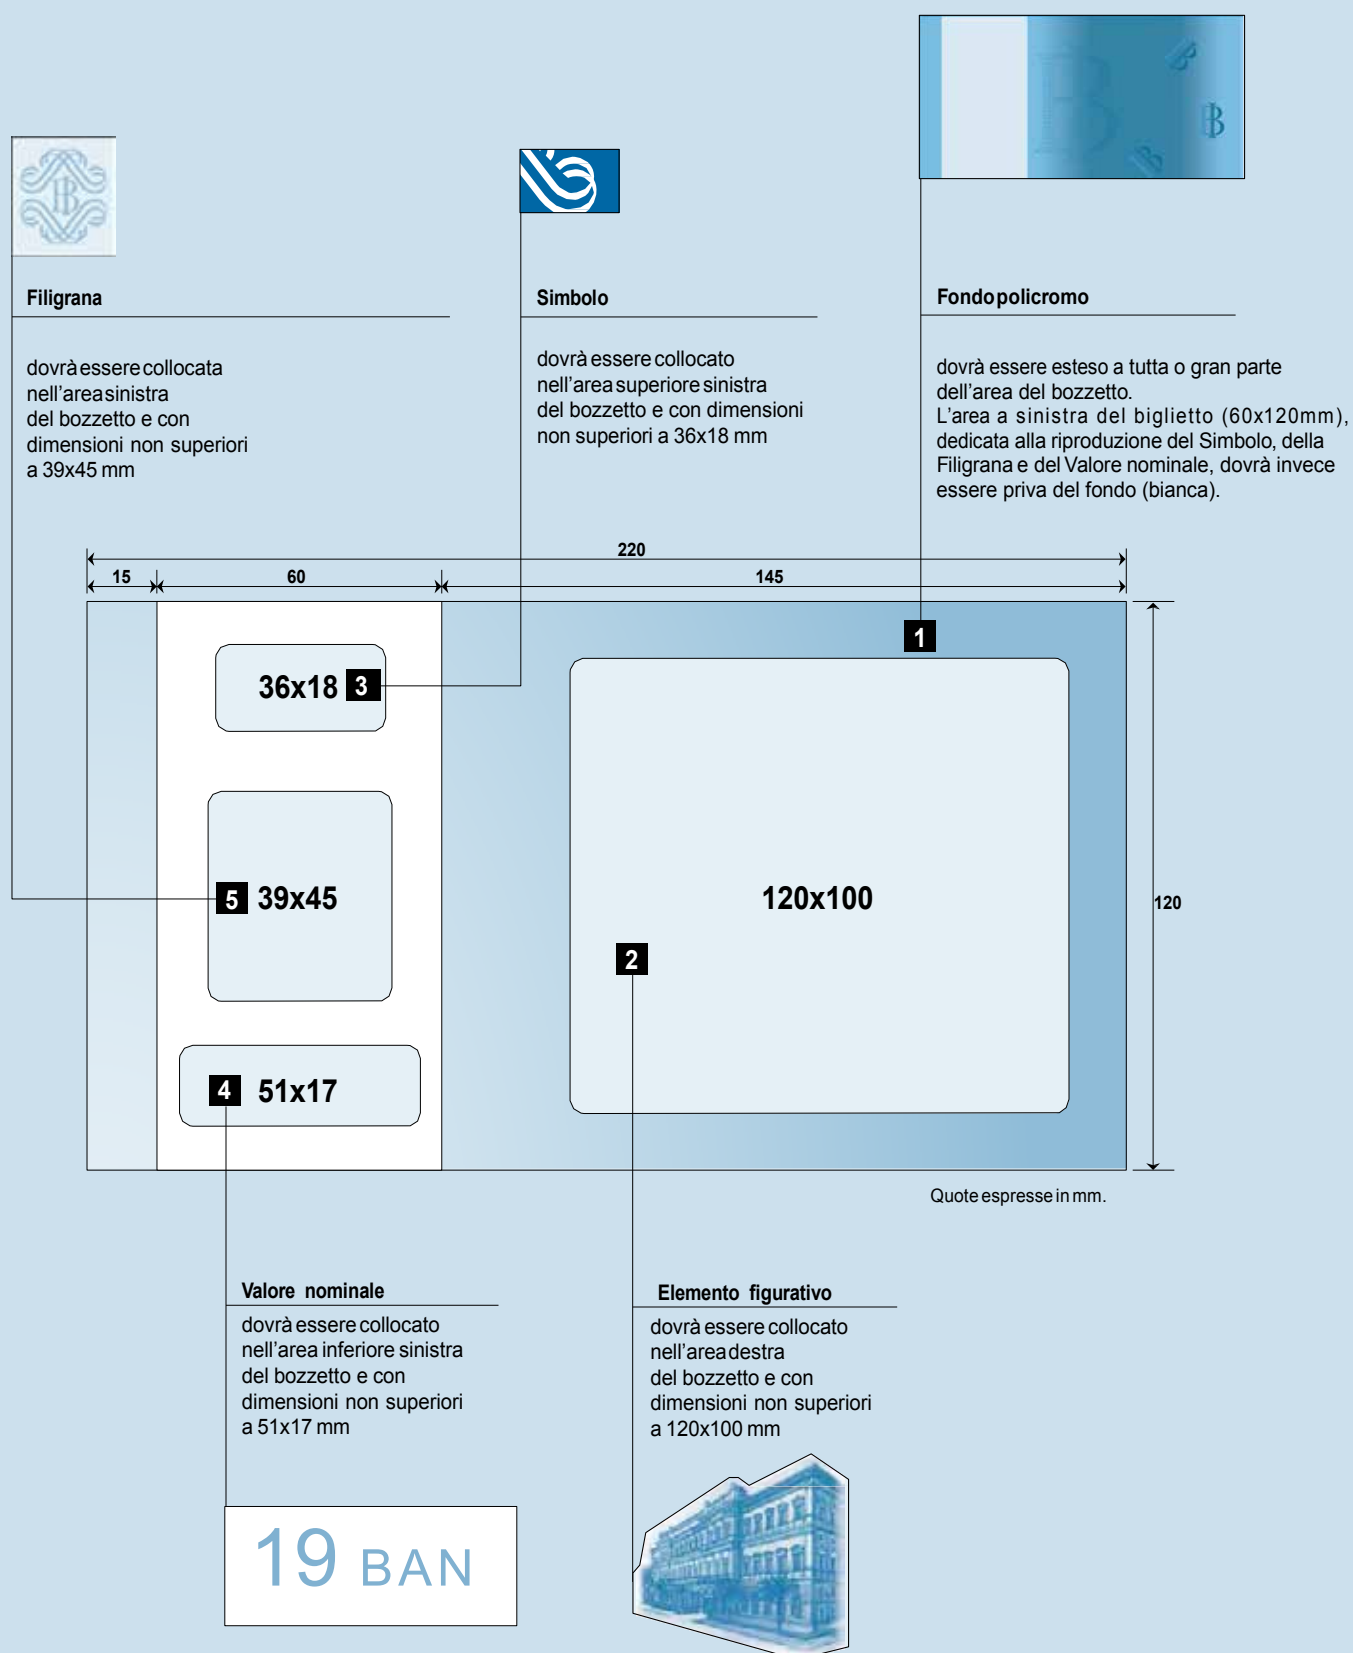 Filigrana
dovrà essere collocata
nell’area sinistra
del bozzetto e con
dimensioni non superiori
a 39x45 mm
Simbolo
dovrà essere collocato
nell’area superiore sinistra
del bozzetto e con dimensioni
non superiori a 36x18 mm
Fondo policromo
dovrà essere esteso a tutta o gran parte
dell’area del bozzetto.
L’area a sinistra del biglietto (60x120mm),
dedicata alla riproduzione del Simbolo, della
Filigrana e del Valore nominale, dovrà invece
essere priva del fondo (bianca).
220
15 60 145
1
36x18 3
5 39x45
120x100
120
2
4 51x17
Quote espresse in mm.
Valore nominale
dovrà essere collocato
nell’area inferiore sinistra
del bozzetto e con
dimensioni non superiori
a 51x17 mm
Elemento figurativo
dovrà essere collocato
nell’area destra
del bozzetto e con
dimensioni non superiori
a 120x100 mm
19 BAN